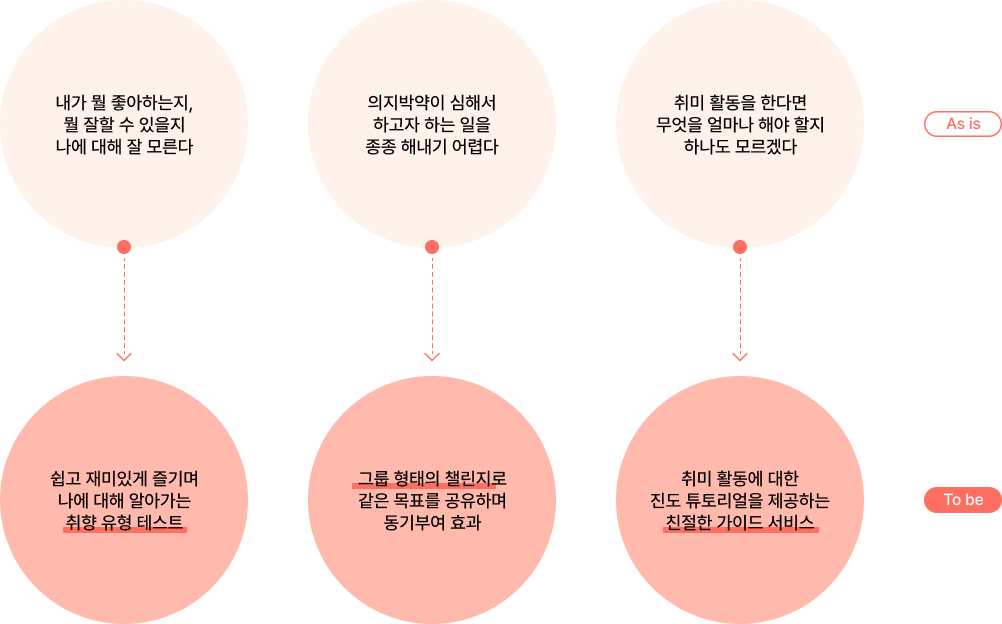 내가 뭘 좋아하는지,
뭘 잘할 수 있을지
나에 대해 잘 모른다
의지박약이 심해서
하고자 하는 일을
종종 해내기 어렵다
취미 활동을 한다면
무엇을 얼마나 해야 할지
하나도 모르겠다
As is
쉽고 재미있게 즐기며
나에 대해 알아가는
취향 유형 테스트
그룹 형태의 챌린지로
같은 목표를 공유하며
동기부여 효과
취미 활동에 대한
진도 튜토리얼을 제공하는
친절한 가이드 서비스
To be